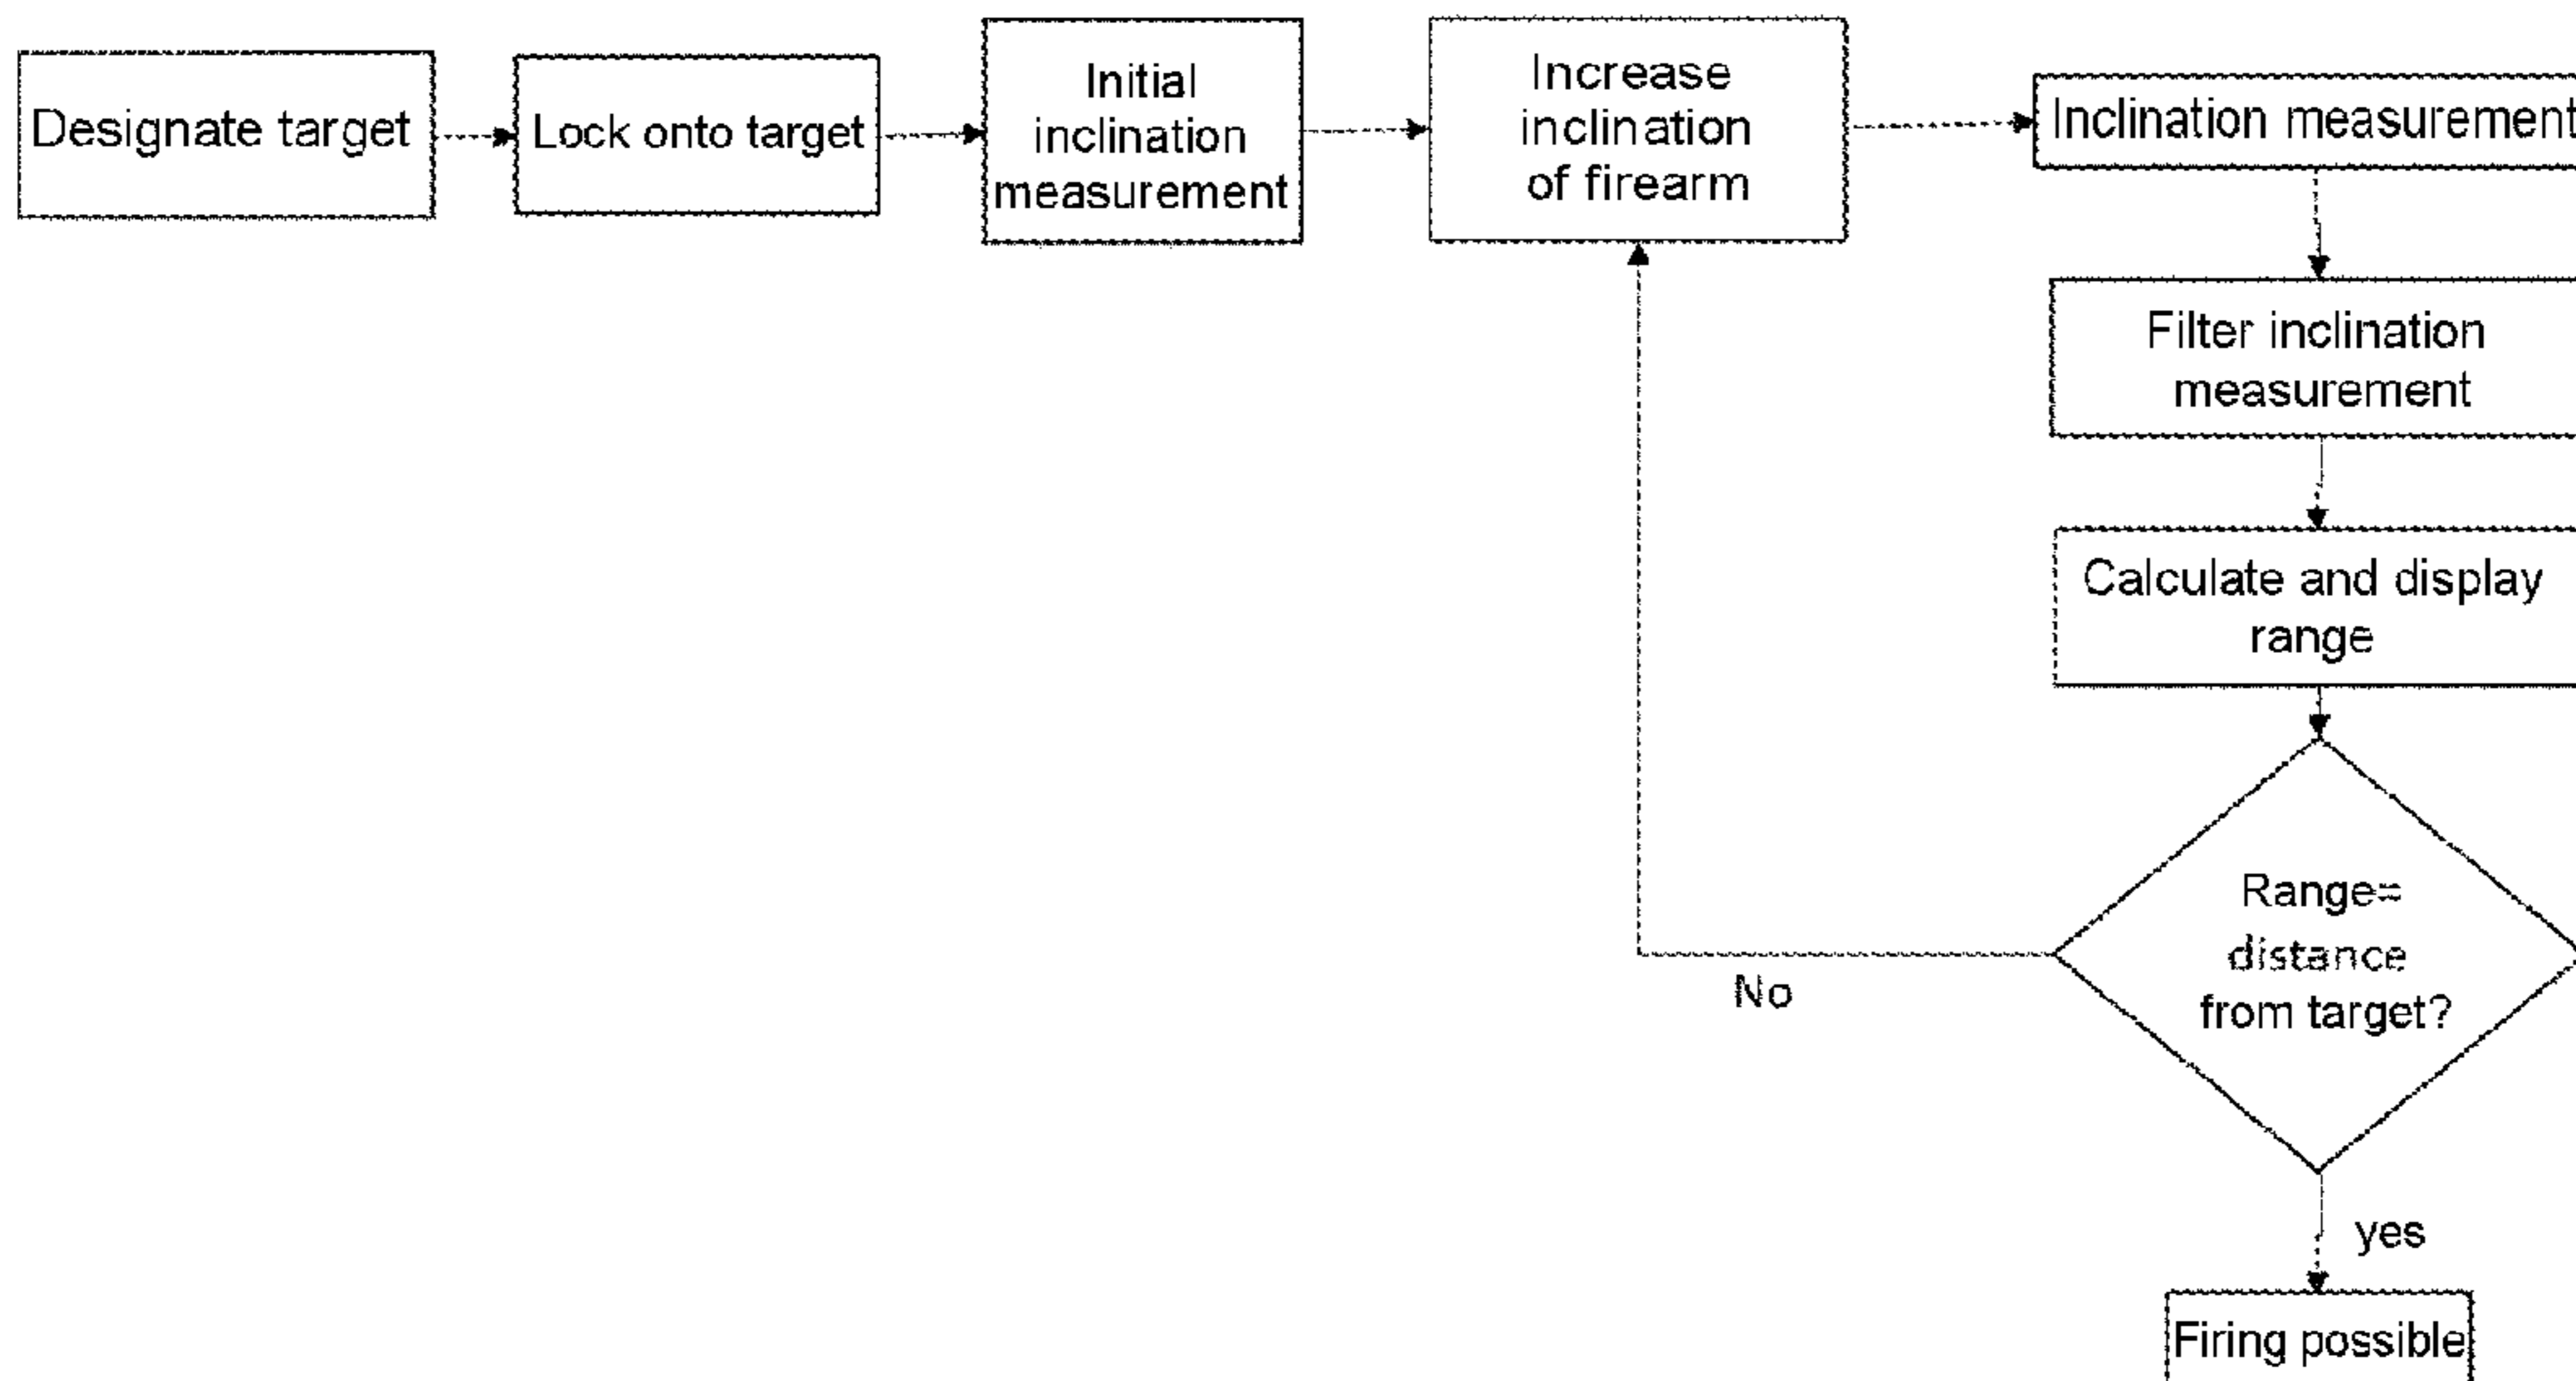 Designate target
Lock onto target
Initial
inclination
measurement
Increase
inclination
of firearm
Inclination measurement
Filter inclination
measurement
Calculate and display
range
Range=
distance
from target?
No
yes
Firing possible